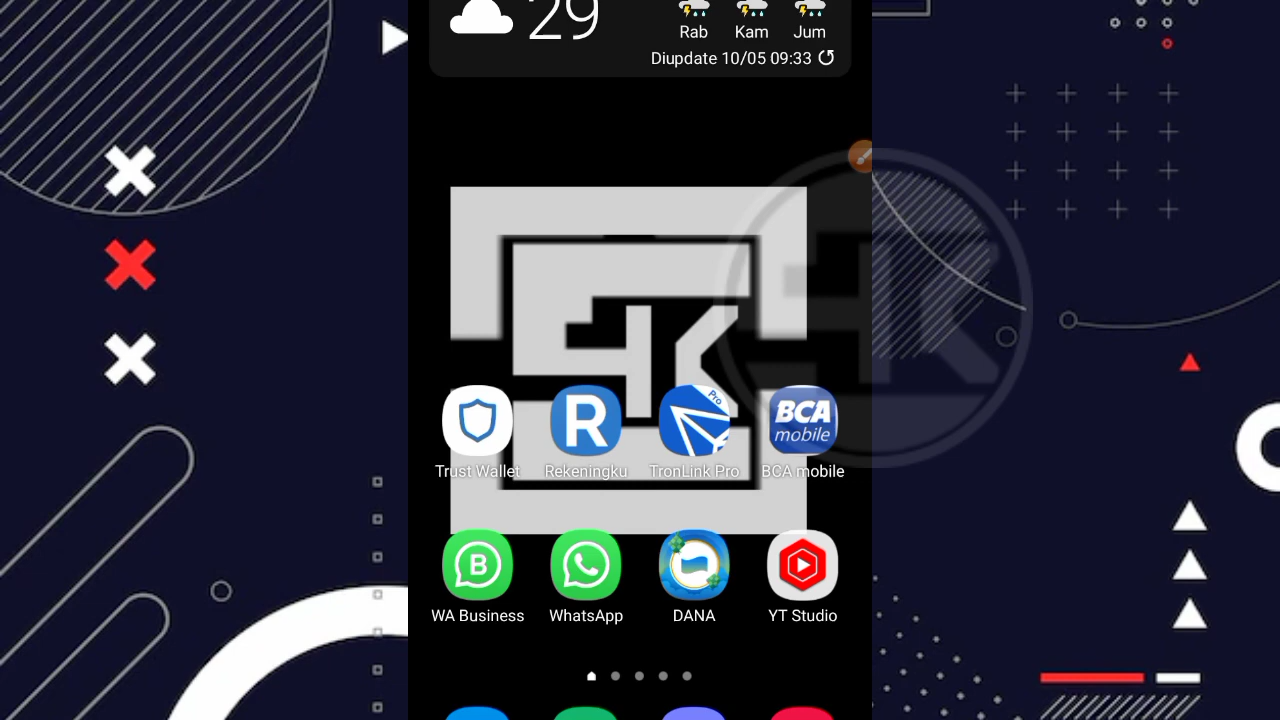 29
Rab Kam Jum
Diupdate 10/05 09:33
EK
Pro
BCA
mobile
R
Trust Wallet Rekeningku TronLink Pro BCA mobile
B
WA Business WhatsApp DANA YT Studio